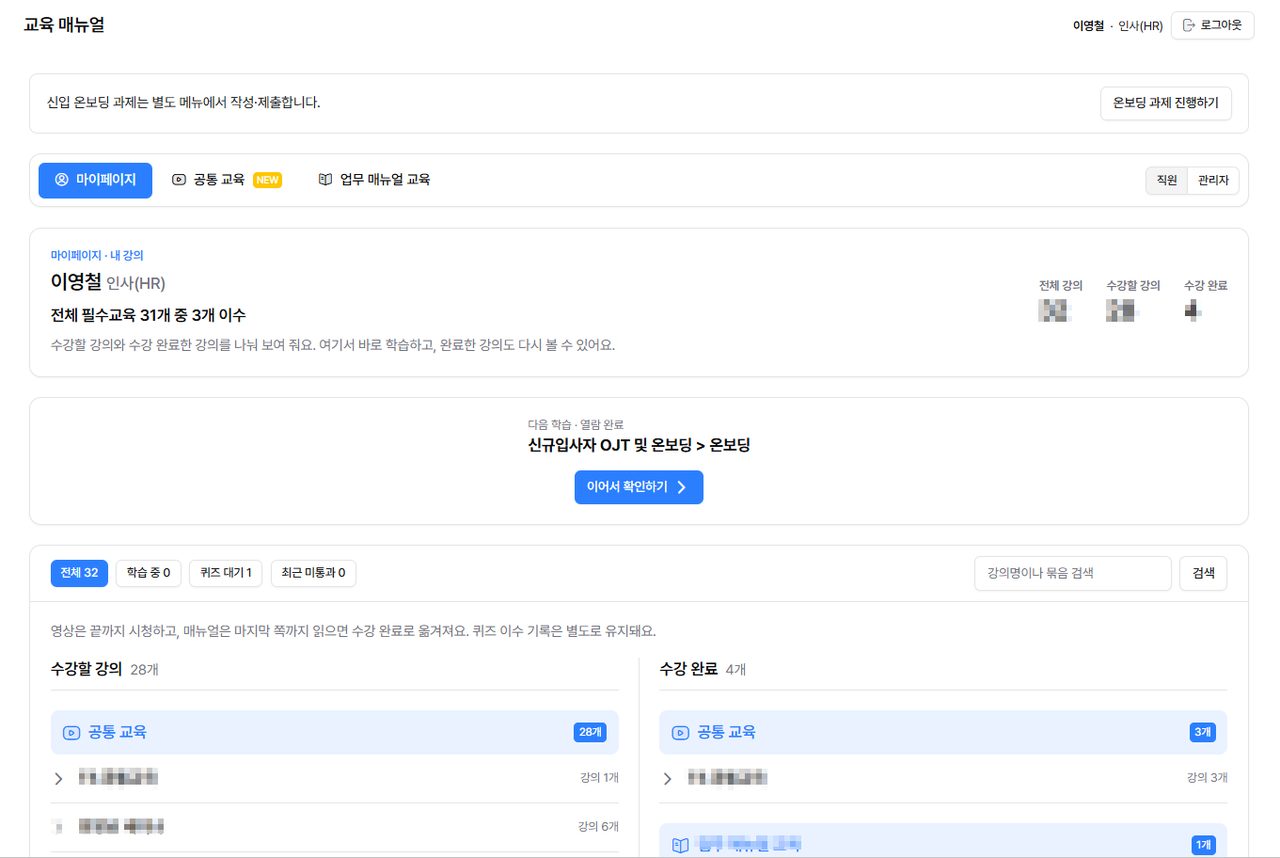 교육 매뉴얼
이영철 · 인사(HR) 로그아웃
신입 온보딩 과제는 별도 메뉴에서 작성·제출합니다. 온보딩 과제 진행하기
마이페이지 공통 교육 NEW 업무 매뉴얼 교육 직원 관리자
마이페이지 · 내 강의
이영철 인사(HR)
전체 필수교육 31개 중 3개 이수
수강할 강의와 수강 완료한 강의를 나눠 보여 줘요. 여기서 바로 학습하고, 완료한 강의도 다시 볼 수 있어요.
전체 강의 수강할 강의 수강 완료
다음 학습 · 열람 완료
신규입사자 OJT 및 온보딩 > 온보딩
이어서 확인하기
전체 32 학습 중 0 퀴즈 대기 1 최근 미통과 0 강의명이나 묶음 검색 검색
영상은 끝까지 시청하고, 매뉴얼은 마지막 쪽까지 읽으면 수강 완료로 옮겨져요. 퀴즈 이수 기록은 별도로 유지돼요.
수강할 강의 28개
공통 교육 28개
강의 1개
강의 6개
수강 완료 4개
공통 교육 3개
강의 3개
1개